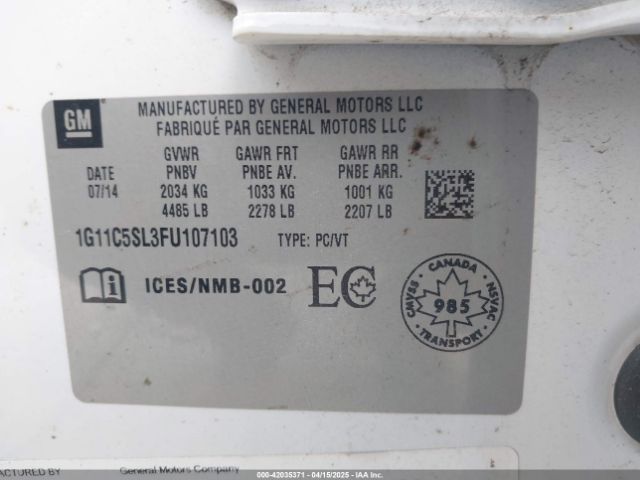 GM
MANUFACTURED BY GENERAL MOTORS LLC
FABRIQUÉ PAR GENERAL MOTORS LLC
GVWR GAWR FRT GAWR RR
DATE PNBV PNBE AV. PNBE ARR.
07/14 2034 KG 1033 KG 1001 KG
4485 LB 2278 LB 2207 LB
1G11C5SL3FU107103 TYPE: PC/VT
i ICES/NMB-002 EC
CANADA
CMVSS 985 NSVAC
TRANSPORT
ACTURED BY General Motors Company
000-42035371 - 04/15/2025 - IAA Inc.